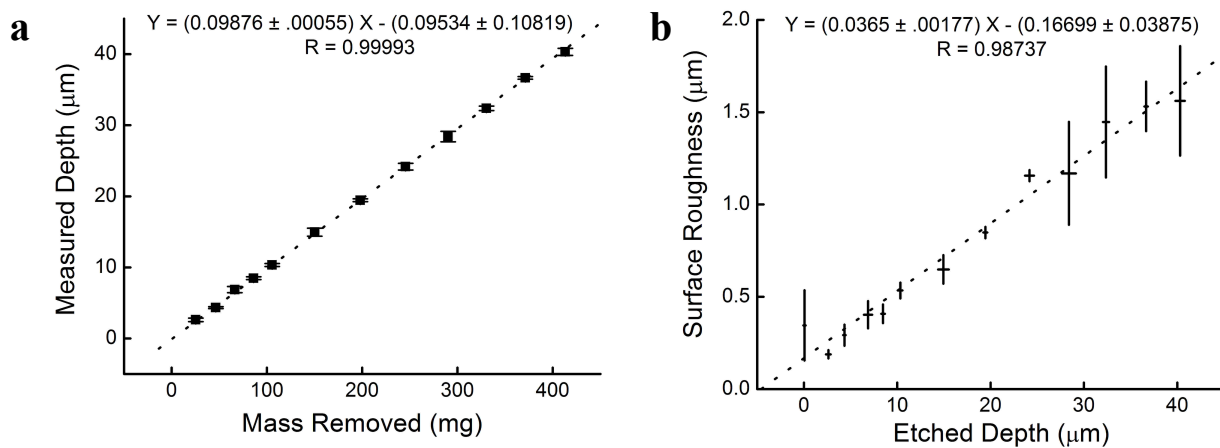 a
Y = (0.09876 ± .00055) X - (0.09534 ± 0.10819)
R = 0.99993
Measured Depth (μm)
40
30
20
10
0
0 100 200 300 400
Mass Removed (mg)
b
Y = (0.0365 ± .00177) X - (0.16699 ± 0.03875)
R = 0.98737
Surface Roughness (μm)
2.0
1.5
1.0
0.5
0.0
0 10 20 30 40
Etched Depth (μm)